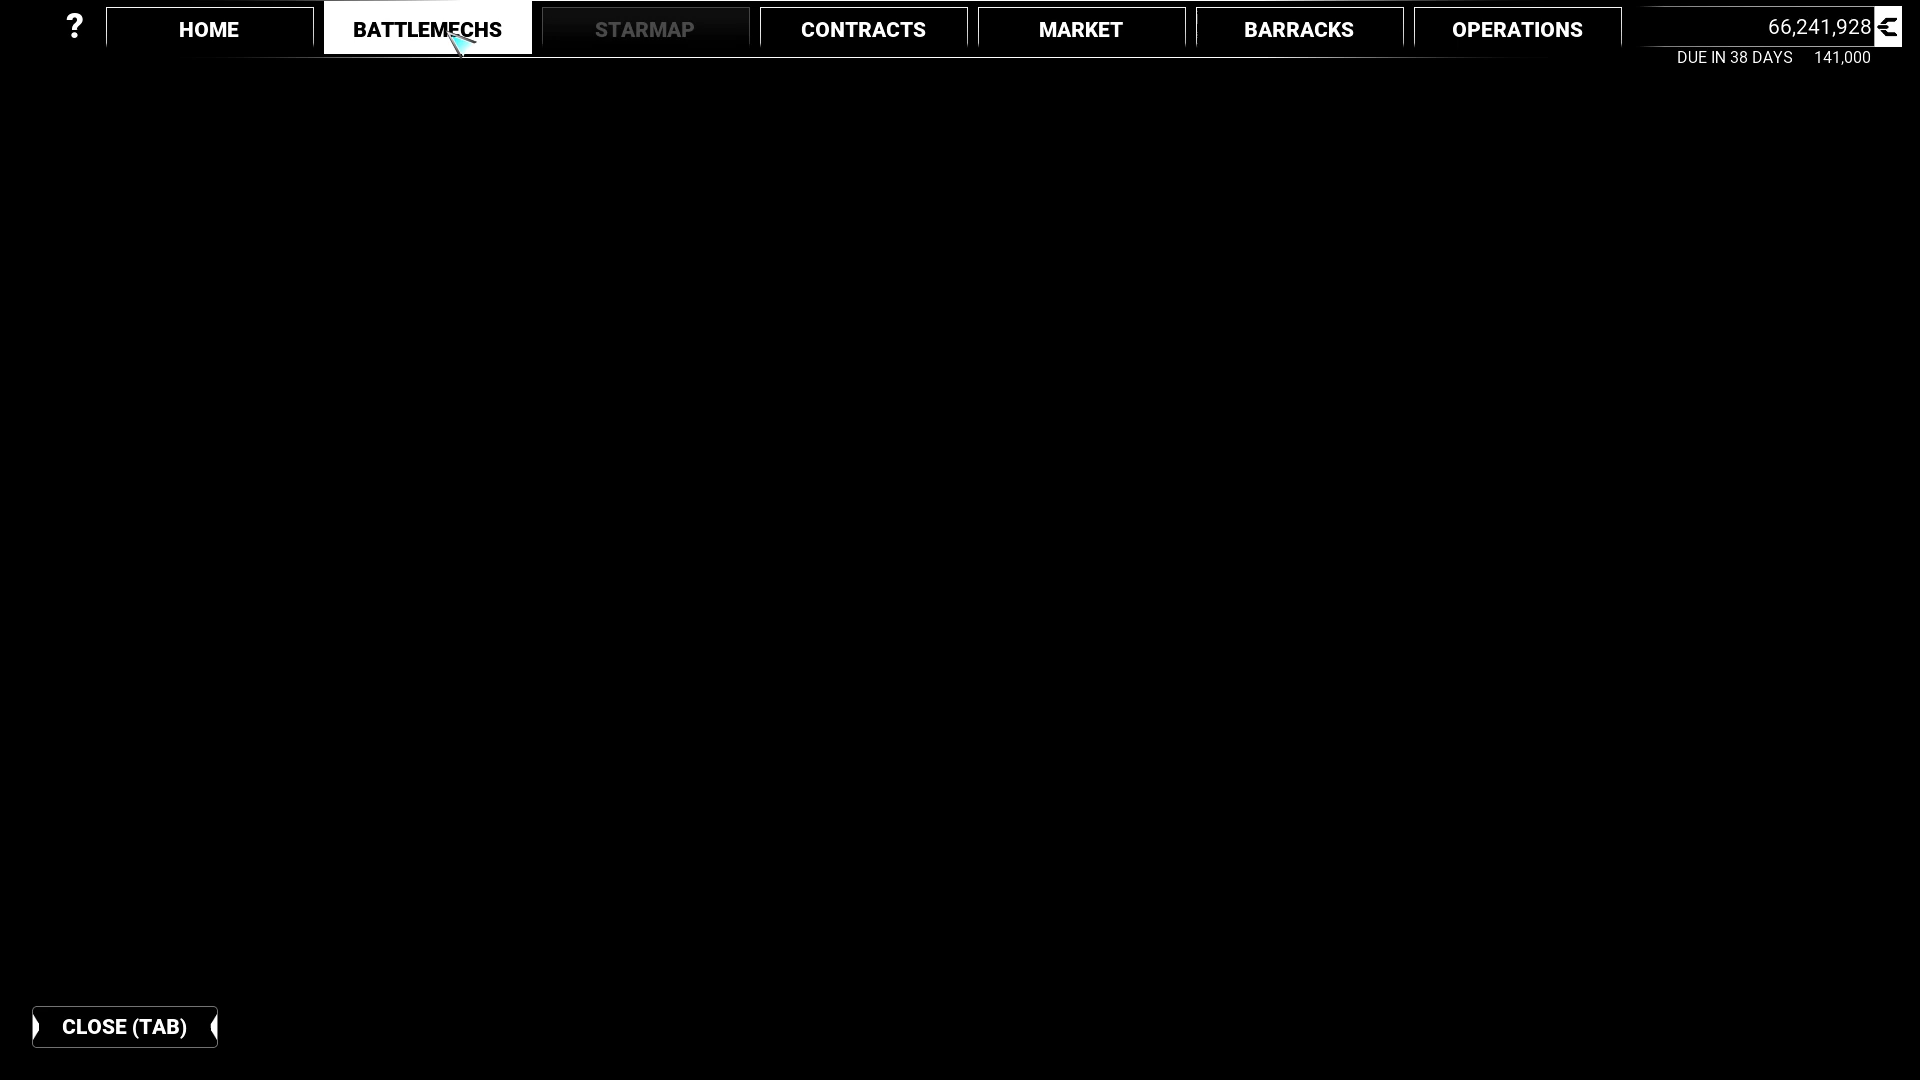 ?
HOME
BATTLEMECHS
STARMAP
CONTRACTS
MARKET
BARRACKS
OPERATIONS
66,241,928
DUE IN 38 DAYS 141,000
CLOSE (TAB)